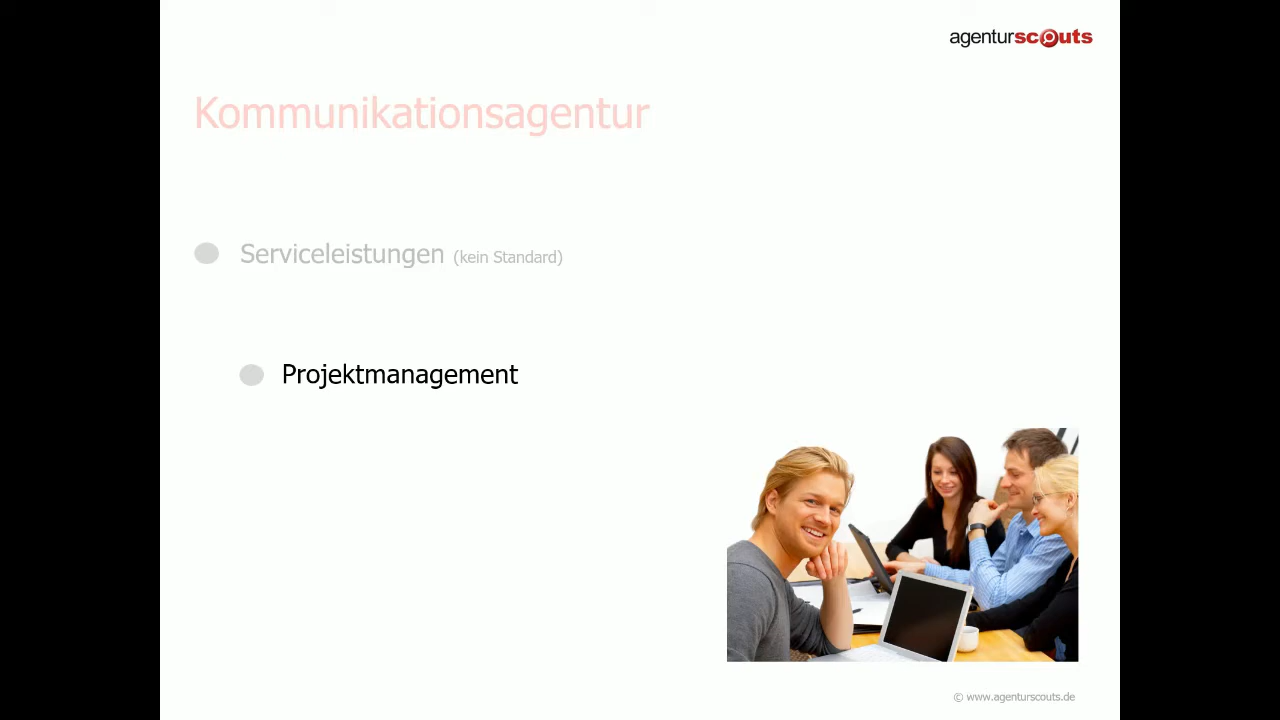 agenturscouts
Kommunikationsagentur
Serviceleistungen (kein Standard)
Projektmanagement
© www.agenturscouts.de